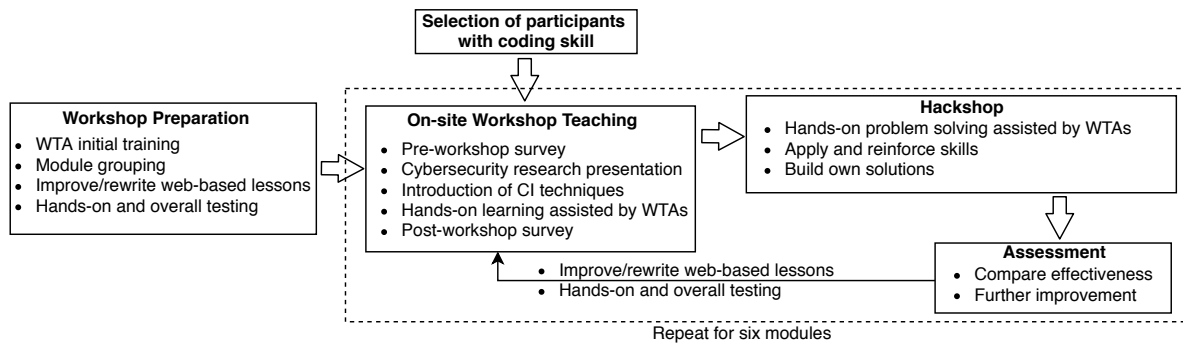 Selection of participants
with coding skill
Workshop Preparation
• WTA initial training
• Module grouping
• Improve/rewrite web-based lessons
• Hands-on and overall testing
On-site Workshop Teaching
• Pre-workshop survey
• Cybersecurity research presentation
• Introduction of CI techniques
• Hands-on learning assisted by WTAs
• Post-workshop survey
Hackshop
• Hands-on problem solving assisted by WTAs
• Apply and reinforce skills
• Build own solutions
Assessment
• Compare effectiveness
• Further improvement
• Improve/rewrite web-based lessons
• Hands-on and overall testing
Repeat for six modules